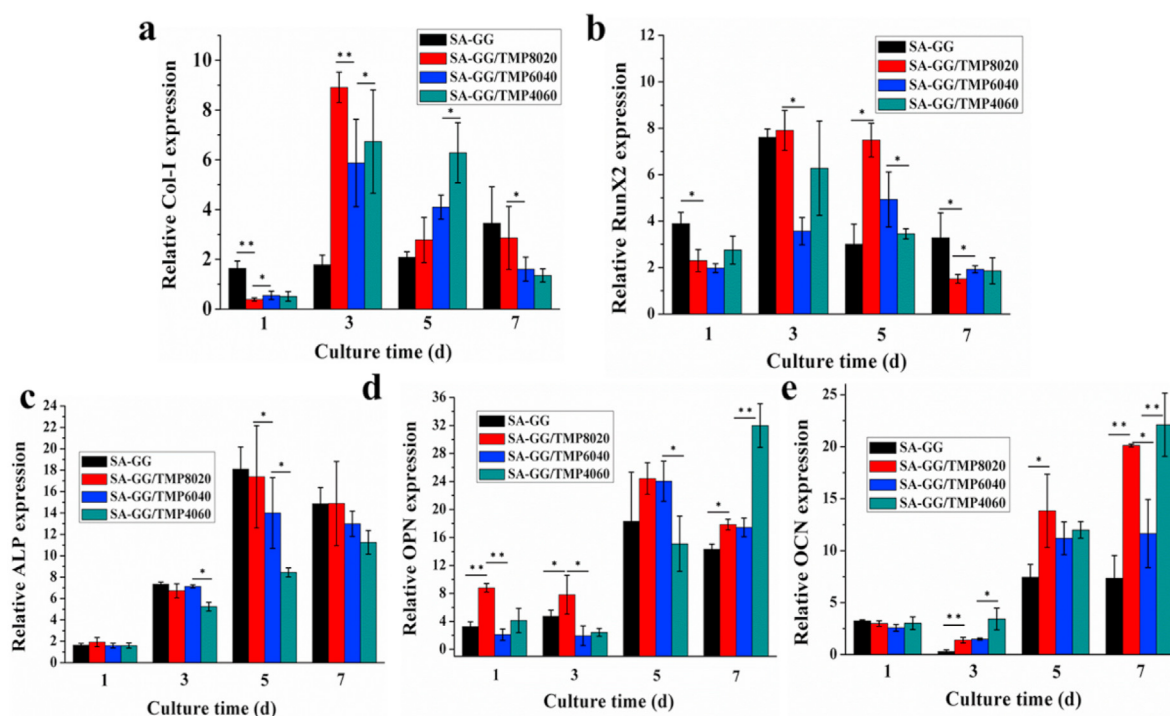 a
Relative Col-I expression
10
8
6
4
2
0
SA-GG
SA-GG/TMP8020
SA-GG/TMP6040
SA-GG/TMP4060
** * * * ** *
1 3 5 7
Culture time (d)
b
Relative RunX2 expression
12
10
8
6
4
2
0
SA-GG
SA-GG/TMP8020
SA-GG/TMP6040
SA-GG/TMP4060
* * * * * *
1 3 5 7
Culture time (d)
c
Relative ALP expression
24
22
20
18
16
14
12
10
8
6
4
2
0
SA-GG
SA-GG/TMP8020
SA-GG/TMP6040
SA-GG/TMP4060
* * *
1 3 5 7
Culture time (d)
d
Relative OPN expression
36
32
28
24
20
16
12
8
4
0
SA-GG
SA-GG/TMP8020
SA-GG/TMP6040
SA-GG/TMP4060
** ** * * * * **
1 3 5 7
Culture time (d)
e
Relative OCN expression
25
20
15
10
5
0
SA-GG
SA-GG/TMP8020
SA-GG/TMP6040
SA-GG/TMP4060
** * * ** * **
1 3 5 7
Culture time (d)